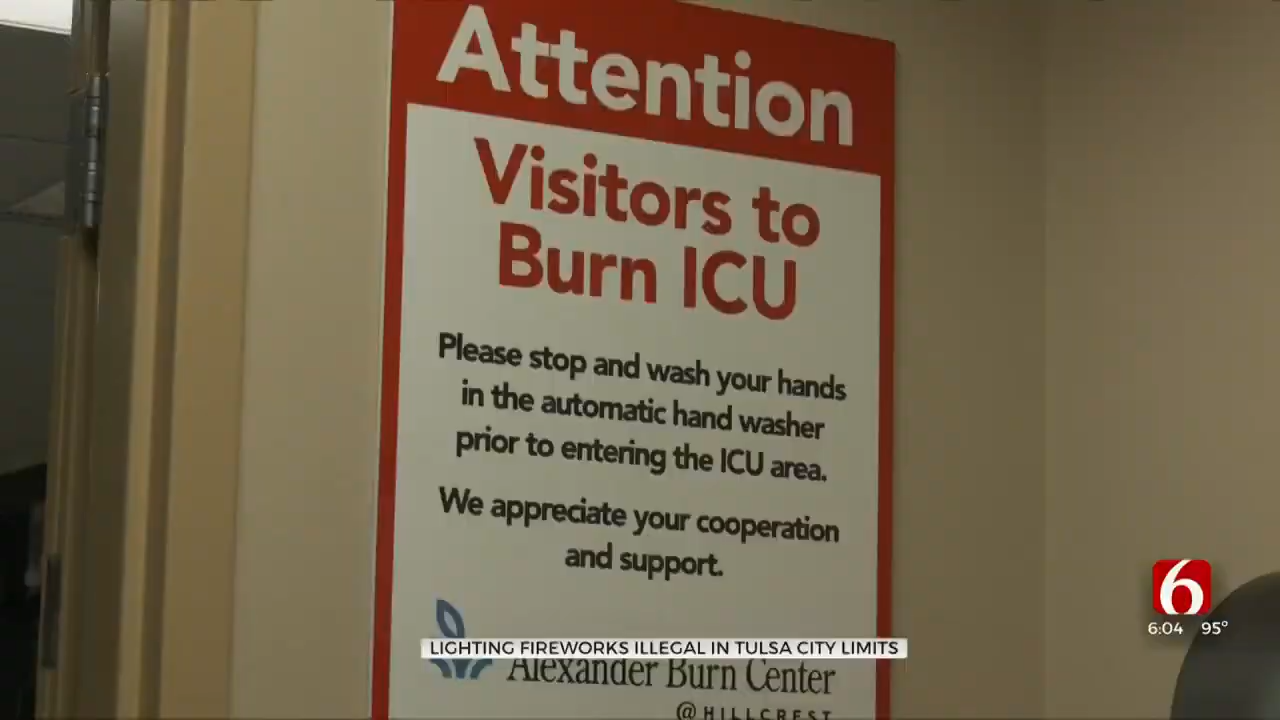 Attention
Visitors to
Burn ICU
Please stop and wash your hands
in the automatic hand washer
prior to entering the ICU area.
We appreciate your cooperation
and support.
LIGHTING FIREWORKS ILLEGAL IN TULSA CITY LIMITS
Alexander Burn Center
@HILLCREST
6
6:04 95°